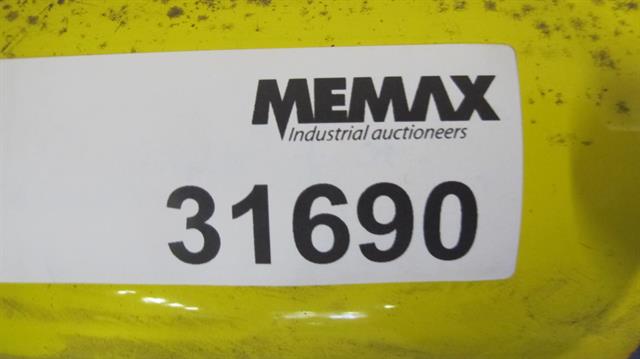 MEMAX
Industrial auctioneers
31690